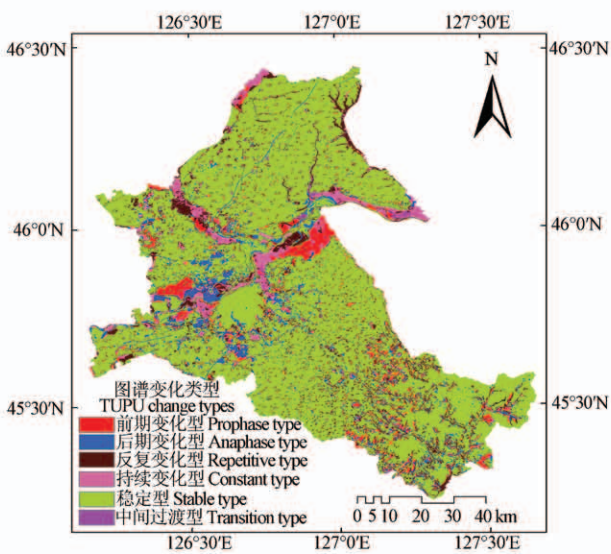 126°30′E 127°0′E 127°30′E
46°30′N 46°30′N
N
46°0′N 46°0′N
45°30′N 45°30′N
图谱变化类型
TUPU change types
前期变化型 Prophase type
后期变化型 Anaphase type
反复变化型 Repetitive type
持续变化型 Constant type
稳定型 Stable type
中间过渡型 Transition type
0 5 10 20 30 40 km
126°30′E 127°0′E 127°30′E